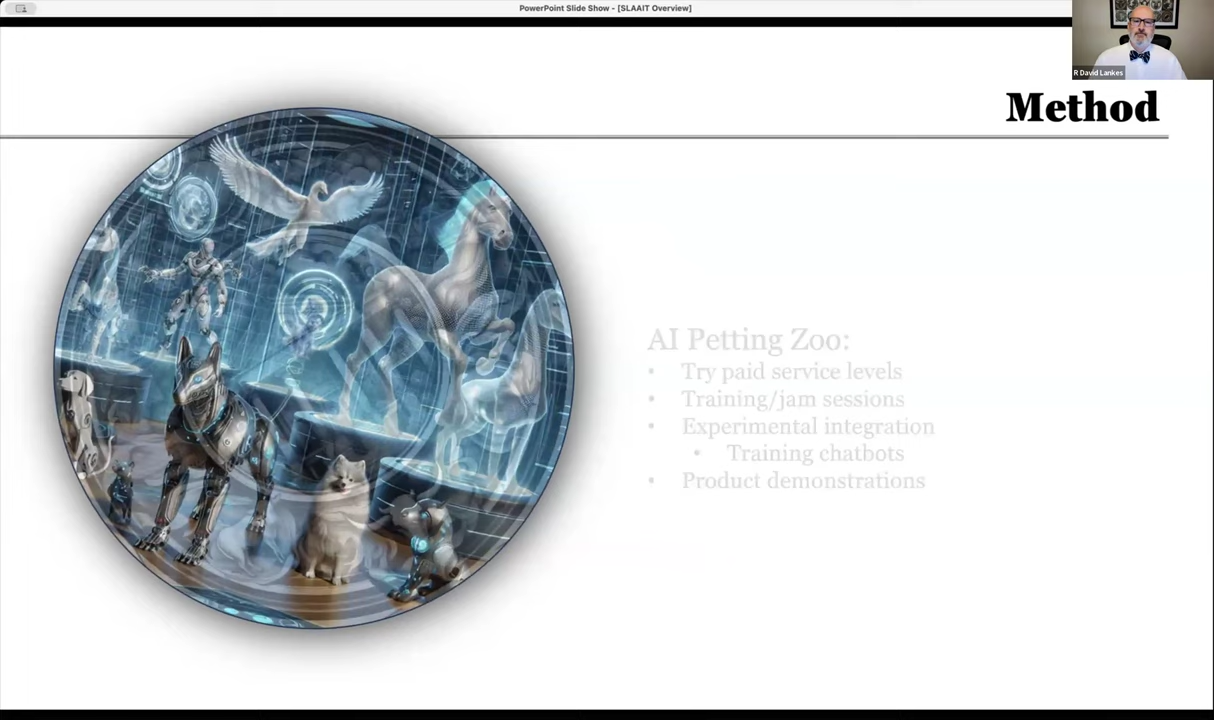 PowerPoint Slide Show - [SLAAIT Overview]
R David Lankes
Method
AI Petting Zoo:
• Try paid service levels
• Training/jam sessions
• Experimental integration
• Training chatbots
• Product demonstrations